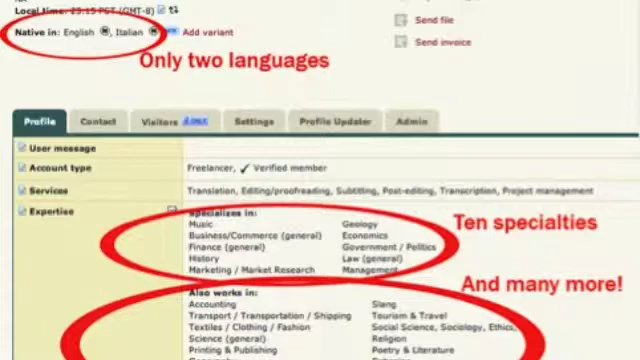 Local time: 23:15 PST (GMT-8)
Send file
Native in: English, Italian Add variant
Send invoice
Only two languages
Profile Contact Visitors Settings Profile Updater Admin
User message
Account type Freelancer, ✓ Verified member
Services Translation, Editing/proofreading, Subtitling, Post-editing, Transcription, Project management
Expertise Specializes in:
Music Geology
Ten specialties
Business/Commerce (general) Economics
Finance (general) Government / Politics
History Law (general)
Marketing / Market Research Management
And many more!
Also works in:
Accounting Slang
Transport / Transportation / Shipping Tourism & Travel
Textiles / Clothing / Fashion Social Science, Sociology, Ethics,
Science (general) Religion
Printing & Publishing Poetry & Literature